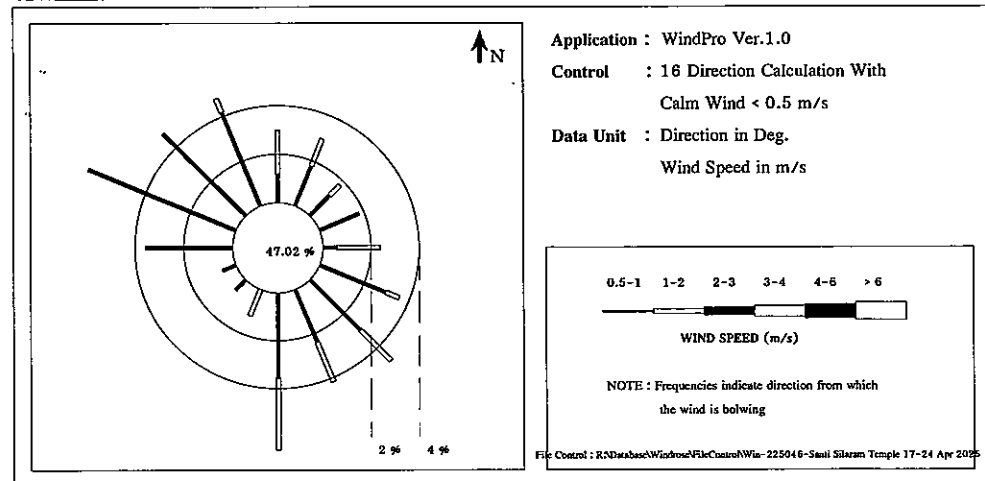 N
47.02 %
2 %
4 %
Application : WindPro Ver.1.0
Control : 16 Direction Calculation With
Calm Wind < 0.5 m/s
Data Unit : Direction in Deg.
Wind Speed in m/s
0.5-1 1-2 2-3 3-4 4-6 > 6
WIND SPEED (m/s)
NOTE : Frequencies indicate direction from which
the wind is bolwing
File Control : R:\Database\Windrose\FileControl\Win-225046-Santi Silaram Temple 17-24 Apr 2025